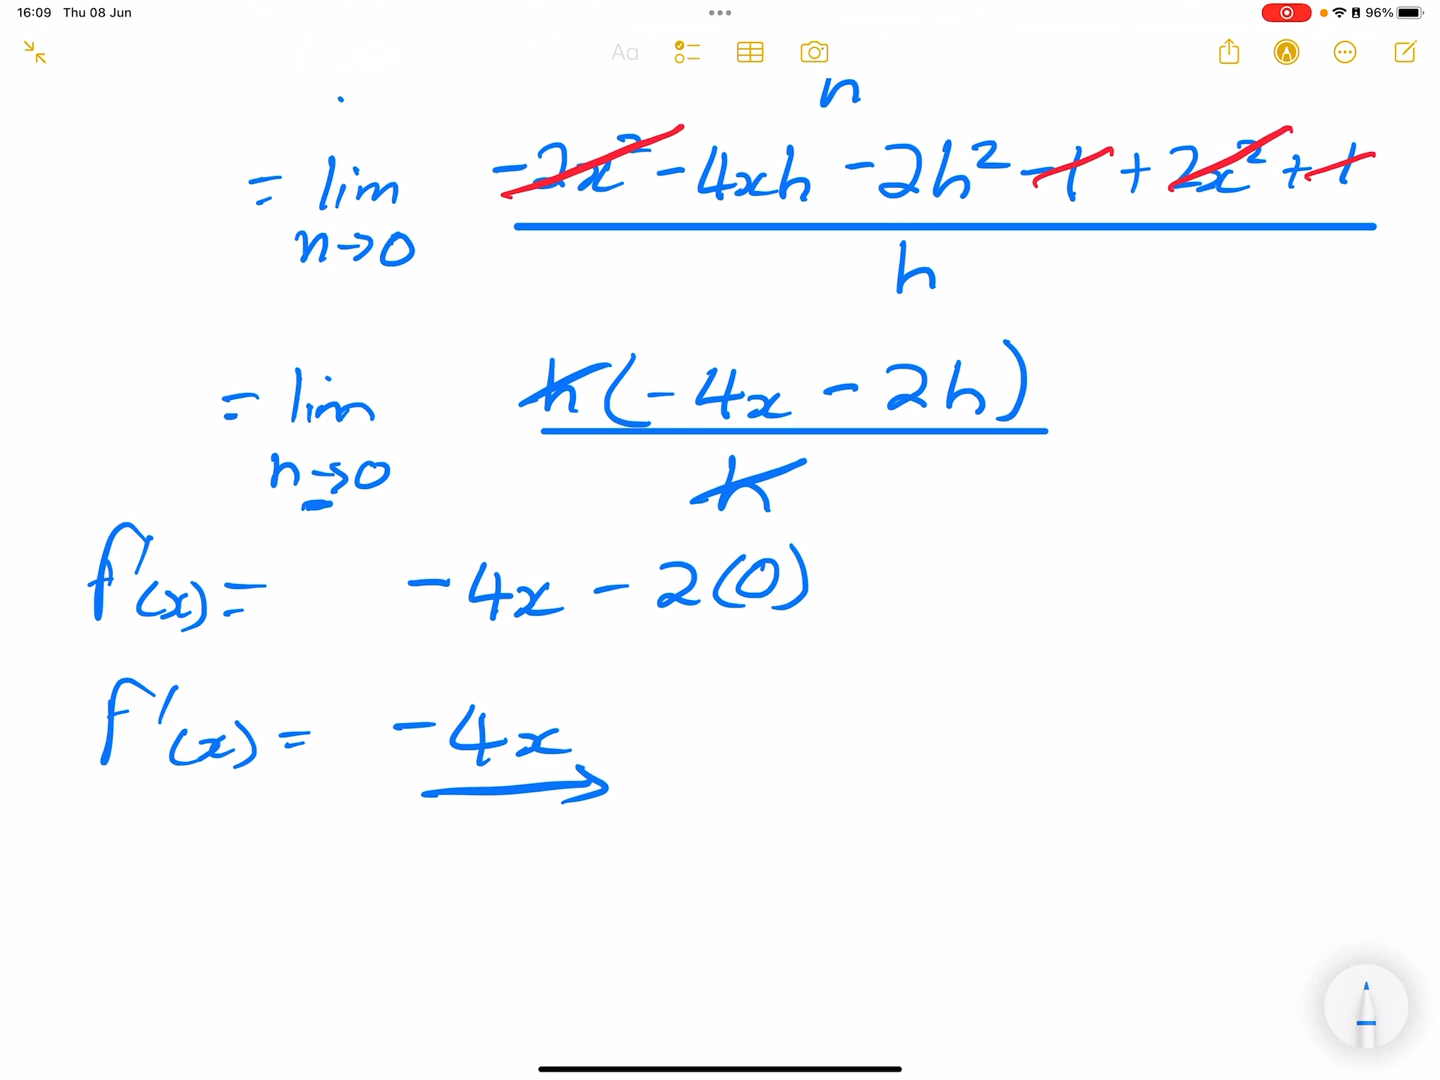 16:09 Thu 08 Jun 96%
Aa
h
= lim -2x² - 4xh - 2h² - 1 + 2x² + 1
h→0 h
= lim h(-4x - 2h)
h→0 h
f'(x) = -4x - 2(0)
f'(x) = -4x